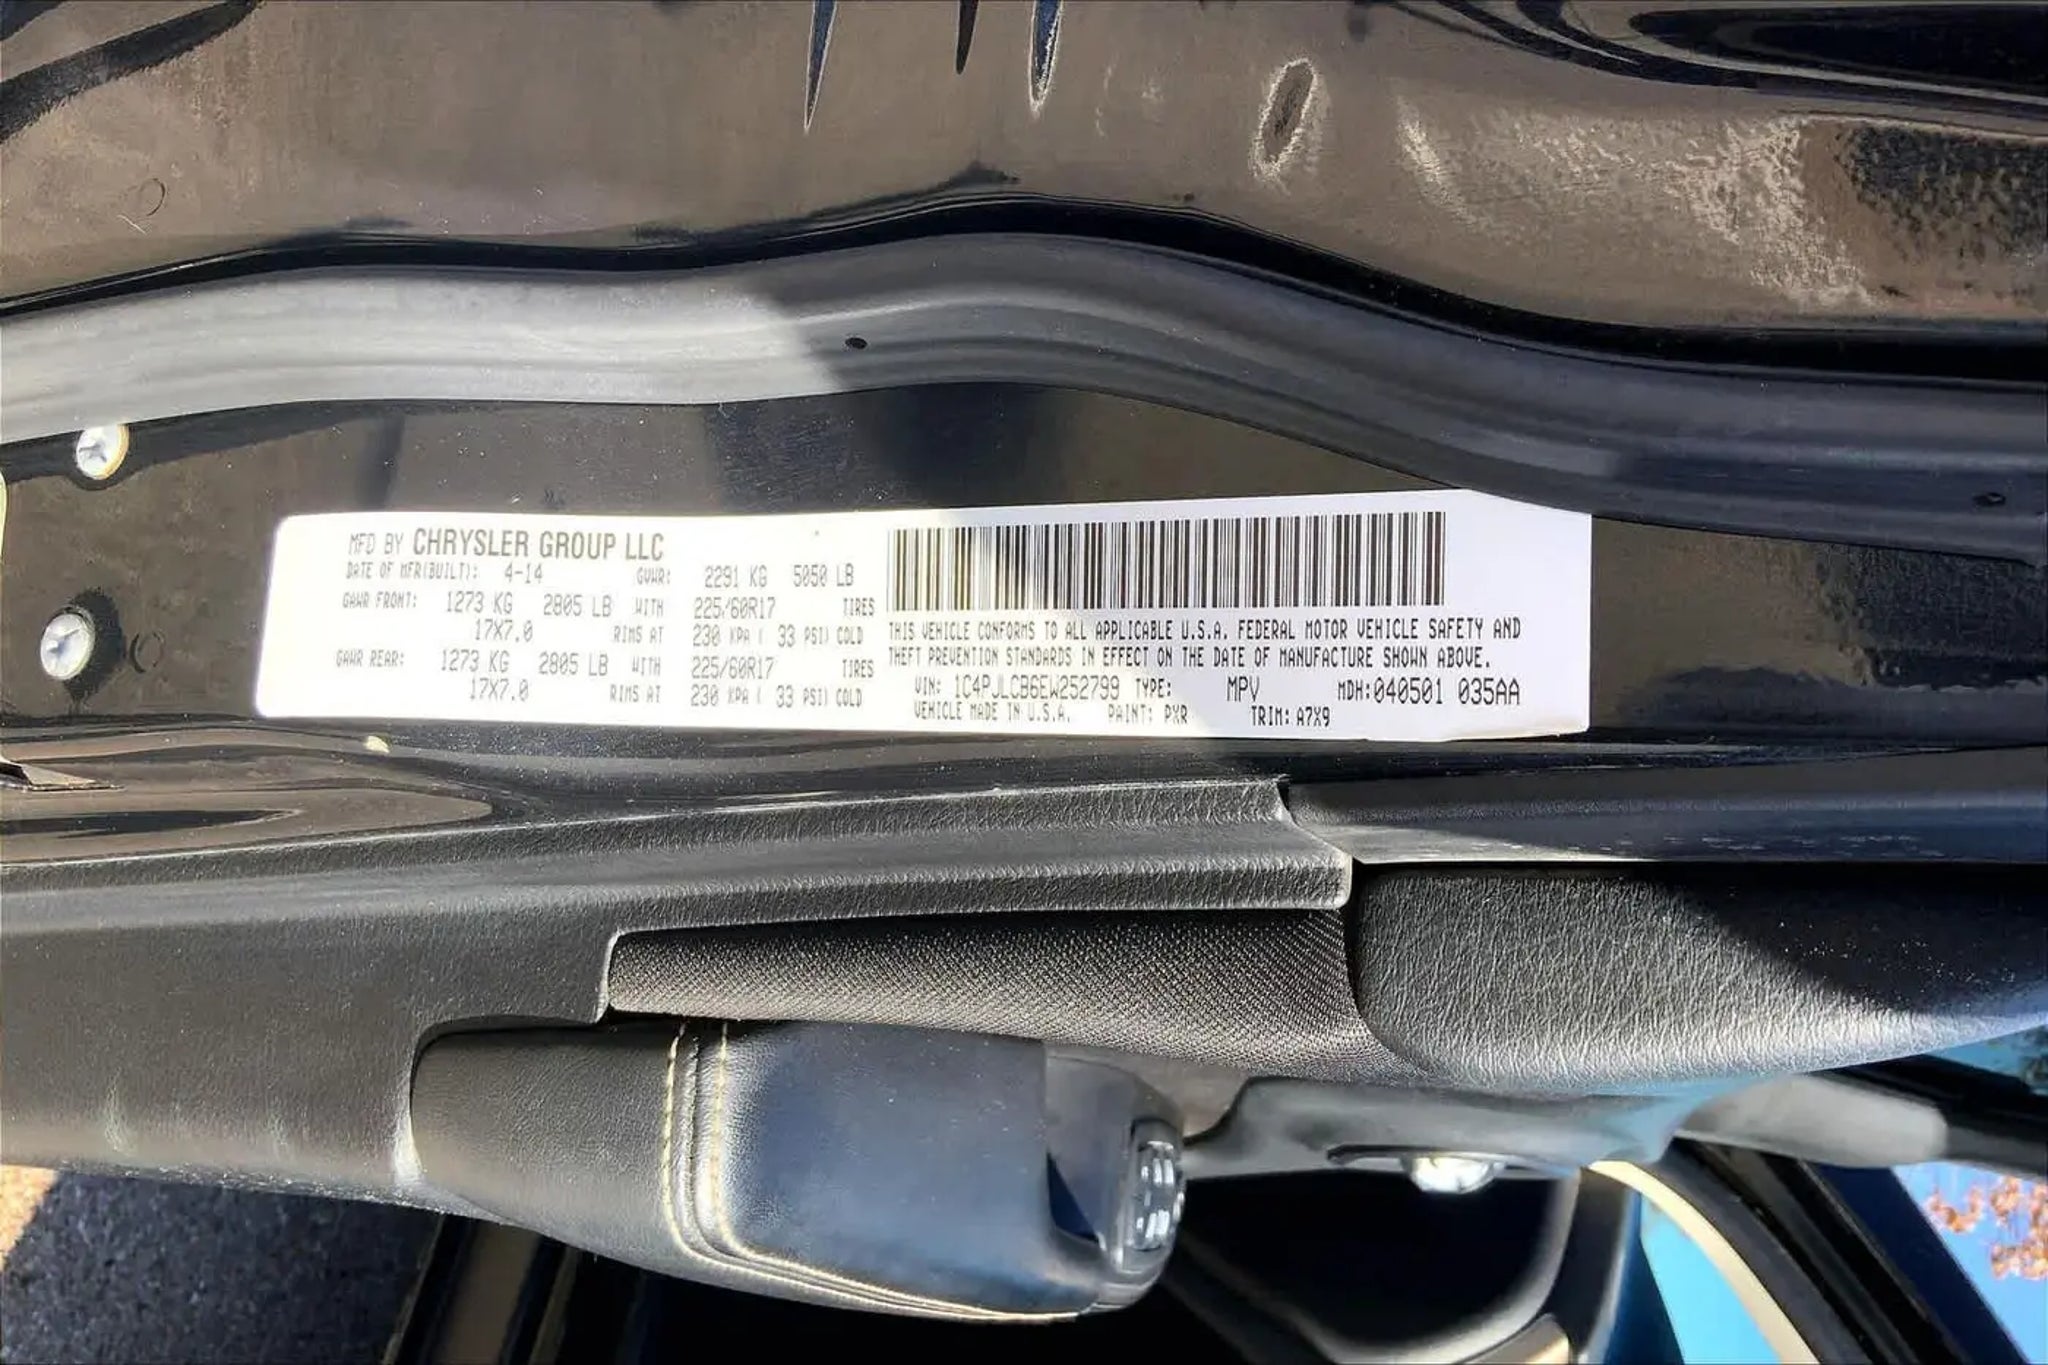 MFD BY CHRYSLER GROUP LLC
DATE OF MFR(BUILT): 4-14 GVWR: 2291 KG 5050 LB
GAWR FRONT: 1273 KG 2805 LB WITH 225/60R17 TIRES
17X7.0 RIMS AT 230 KPA ( 33 PSI) COLD
GAWR REAR: 1273 KG 2805 LB WITH 225/60R17 TIRES
17X7.0 RIMS AT 230 KPA ( 33 PSI) COLD
THIS VEHICLE CONFORMS TO ALL APPLICABLE U.S.A. FEDERAL MOTOR VEHICLE SAFETY AND
THEFT PREVENTION STANDARDS IN EFFECT ON THE DATE OF MANUFACTURE SHOWN ABOVE.
VIN: 1C4PJLCB6EW252799 TYPE: MPV MDH:040501 035AA
VEHICLE MADE IN U.S.A. PAINT: PXR TRIM: A7X9